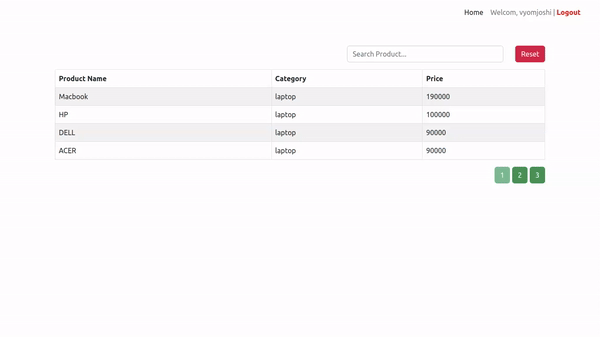 Home Welcom, vyomjoshi | Logout
Search Product... Reset
Product Name Category Price
Macbook laptop 190000
HP laptop 100000
DELL laptop 90000
ACER laptop 90000
1 2 3